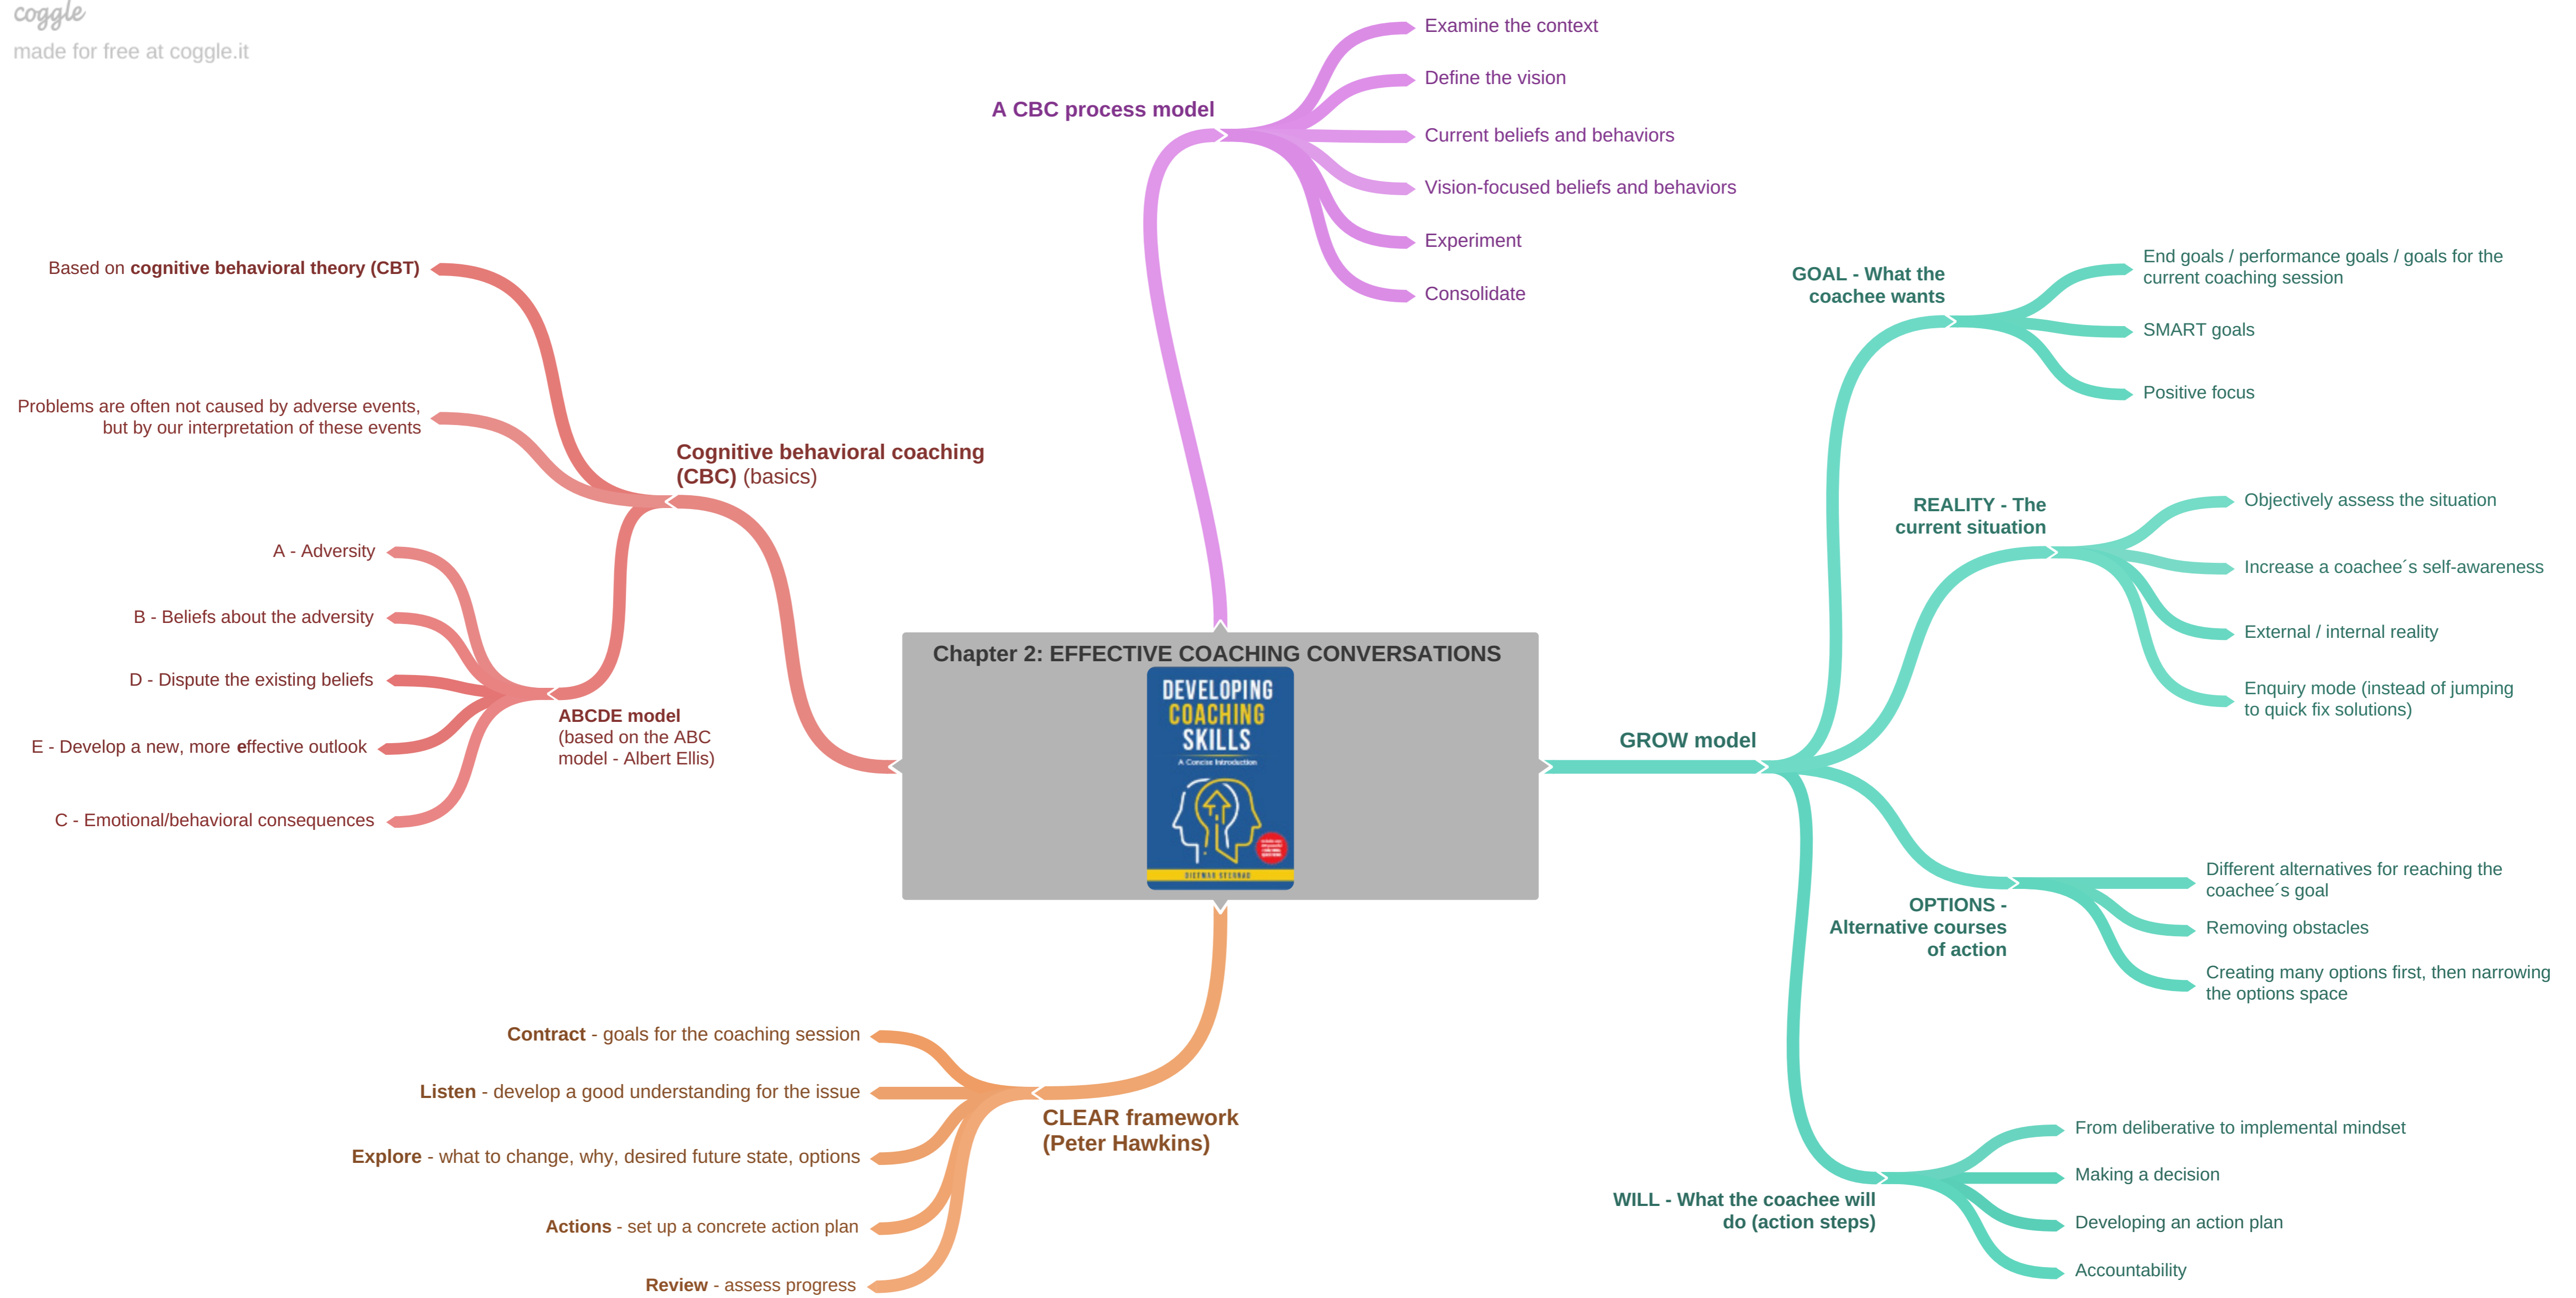 coggle
made for free at coggle.it
A CBC process model
Examine the context
Define the vision
Current beliefs and behaviors
Vision-focused beliefs and behaviors
Experiment
Consolidate
Cognitive behavioral coaching
(CBC) (basics)
Based on cognitive behavioral theory (CBT)
Problems are often not caused by adverse events,
but by our interpretation of these events
ABCDE model
(based on the ABC
model - Albert Ellis)
A - Adversity
B - Beliefs about the adversity
D - Dispute the existing beliefs
E - Develop a new, more effective outlook
C - Emotional/behavioral consequences
Chapter 2: EFFECTIVE COACHING CONVERSATIONS
DEVELOPING
COACHING
SKILLS
A Concise Introduction
DIETMAR STERNAD
GROW model
GOAL - What the
coachee wants
End goals / performance goals / goals for the
current coaching session
SMART goals
Positive focus
REALITY - The
current situation
Objectively assess the situation
Increase a coachee´s self-awareness
External / internal reality
Enquiry mode (instead of jumping
to quick fix solutions)
OPTIONS -
Alternative courses
of action
Different alternatives for reaching the
coachee´s goal
Removing obstacles
Creating many options first, then narrowing
the options space
WILL - What the coachee will
do (action steps)
From deliberative to implemental mindset
Making a decision
Developing an action plan
Accountability
CLEAR framework
(Peter Hawkins)
Contract - goals for the coaching session
Listen - develop a good understanding for the issue
Explore - what to change, why, desired future state, options
Actions - set up a concrete action plan
Review - assess progress